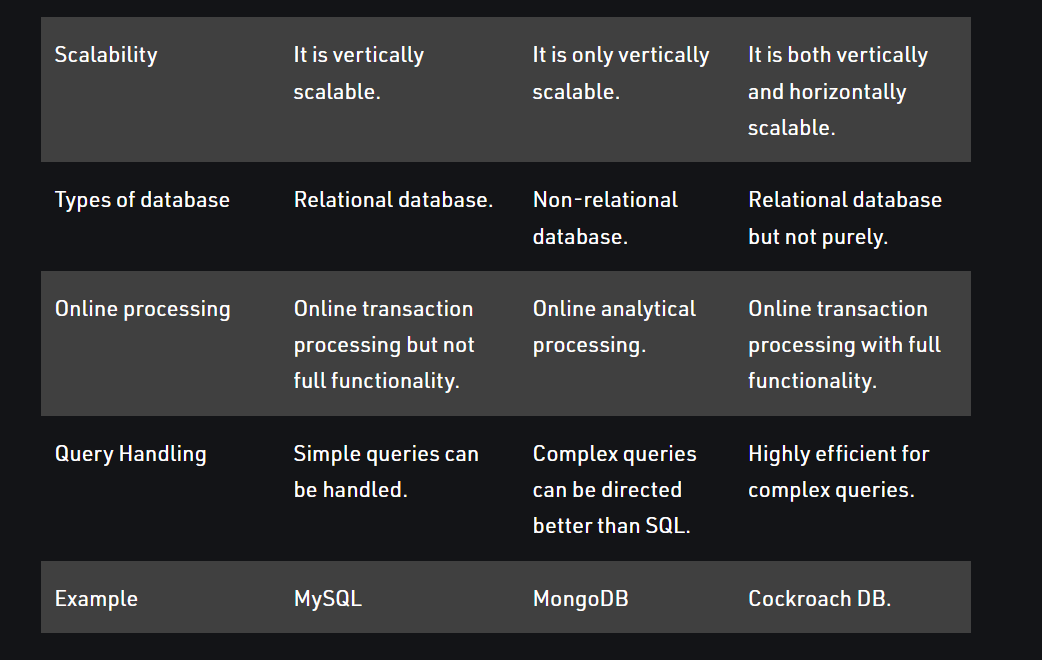 Scalability
It is vertically
scalable.
It is only vertically
scalable.
It is both vertically
and horizontally
scalable.
Types of database
Relational database.
Non-relational
database.
Relational database
but not purely.
Online processing
Online transaction
processing but not
full functionality.
Online analytical
processing.
Online transaction
processing with full
functionality.
Query Handling
Simple queries can
be handled.
Complex queries
can be directed
better than SQL.
Highly efficient for
complex queries.
Example
MySQL
MongoDB
Cockroach DB.